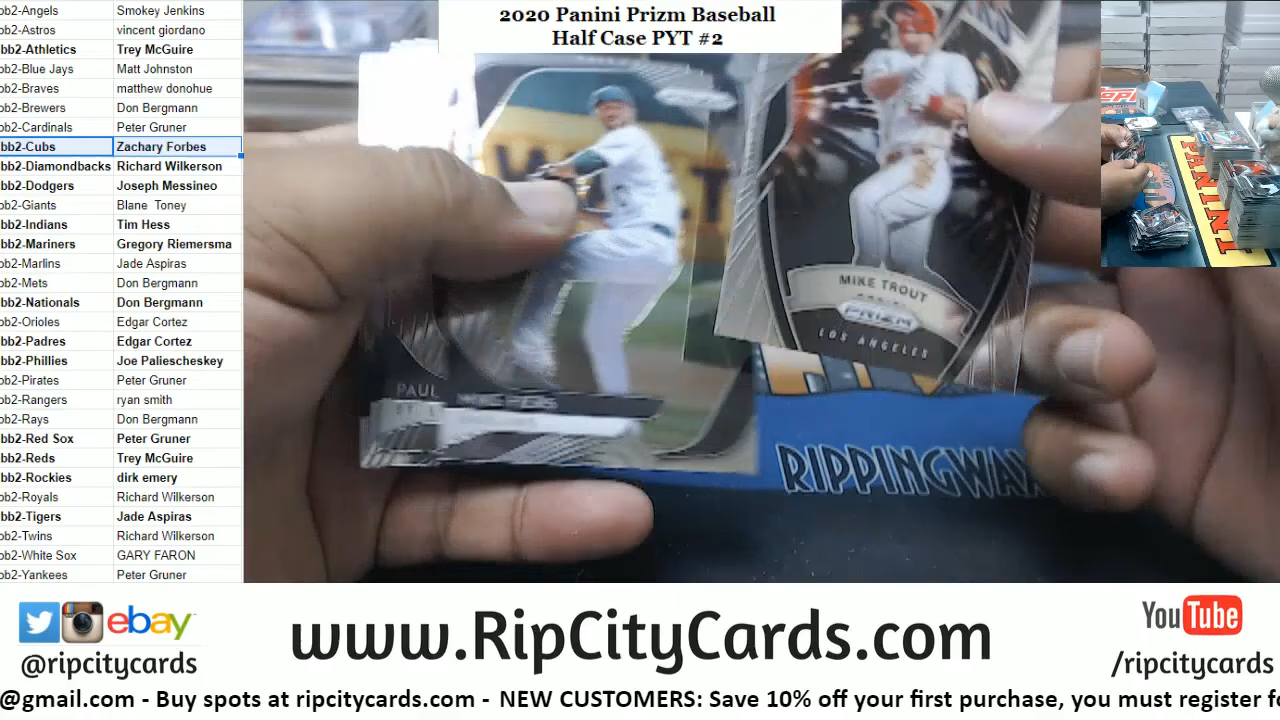 2020 Panini Prizm Baseball
Half Case PYT #2
bb2-Angels Smokey Jenkins
bb2-Astros vincent giordano
bb2-Athletics Trey McGuire
bb2-Blue Jays Matt Johnston
bb2-Braves matthew donohue
bb2-Brewers Don Bergmann
bb2-Cardinals Peter Gruner
bb2-Cubs Zachary Forbes
bb2-Diamondbacks Richard Wilkerson
bb2-Dodgers Joseph Messineo
bb2-Giants Blane Toney
bb2-Indians Tim Hess
bb2-Mariners Gregory Riemersma
bb2-Marlins Jade Aspiras
bb2-Mets Don Bergmann
bb2-Nationals Don Bergmann
bb2-Orioles Edgar Cortez
bb2-Padres Edgar Cortez
bb2-Phillies Joe Paliescheskey
bb2-Pirates Peter Gruner
bb2-Rangers ryan smith
bb2-Rays Don Bergmann
bb2-Red Sox Peter Gruner
bb2-Reds Trey McGuire
bb2-Rockies dirk emery
bb2-Royals Richard Wilkerson
bb2-Tigers Jade Aspiras
bb2-Twins Richard Wilkerson
bb2-White Sox GARY FARON
bb2-Yankees Peter Gruner
MIKE TROUT
PRIZM
LOS ANGELES
PAUL
RIPPINGWAX
PANINI
ebay
@ripcitycards
www.RipCityCards.com
YouTube
/ripcitycards
@gmail.com - Buy spots at ripcitycards.com - NEW CUSTOMERS: Save 10% off your first purchase, you must register fo